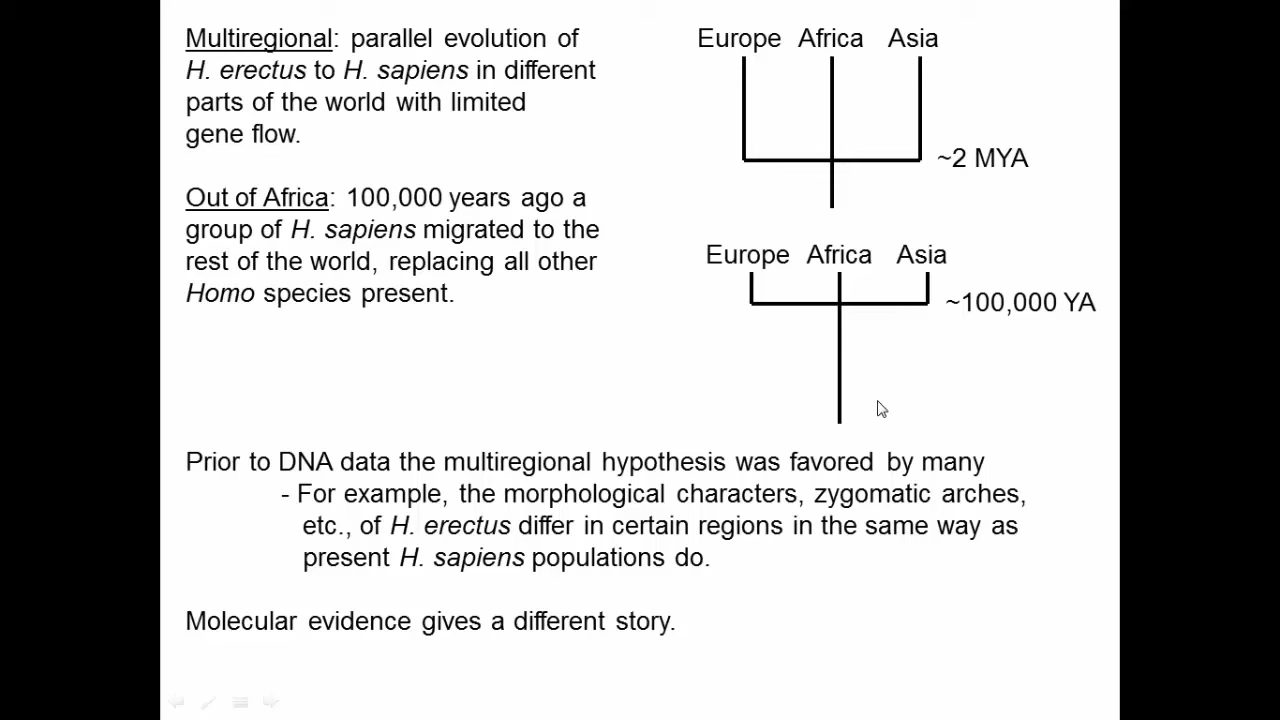 Multiregional: parallel evolution of
H. erectus to H. sapiens in different
parts of the world with limited
gene flow.
Europe Africa Asia
~2 MYA
Out of Africa: 100,000 years ago a
group of H. sapiens migrated to the
rest of the world, replacing all other
Homo species present.
Europe Africa Asia
~100,000 YA
Prior to DNA data the multiregional hypothesis was favored by many
- For example, the morphological characters, zygomatic arches,
etc., of H. erectus differ in certain regions in the same way as
present H. sapiens populations do.
Molecular evidence gives a different story.